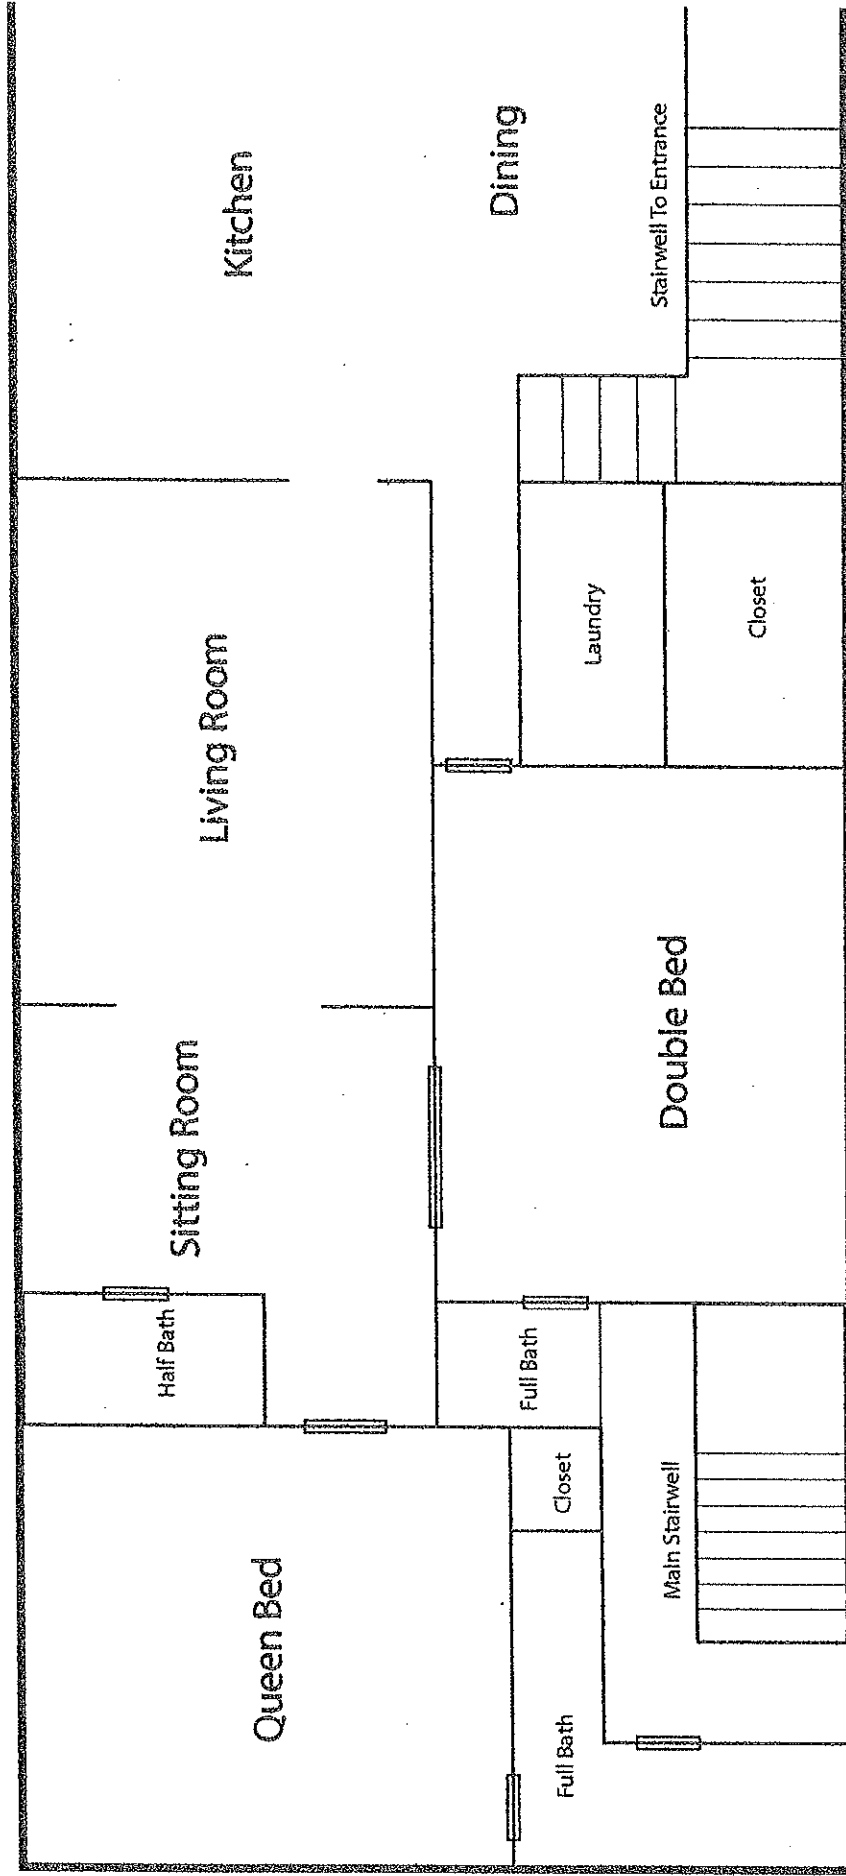 Kitchen
Dining
Stairwell To Entrance
Living Room
Laundry
Closet
Sitting Room
Double Bed
Half Bath
Full Bath
Queen Bed
Closet
Main Stairwell
Full Bath